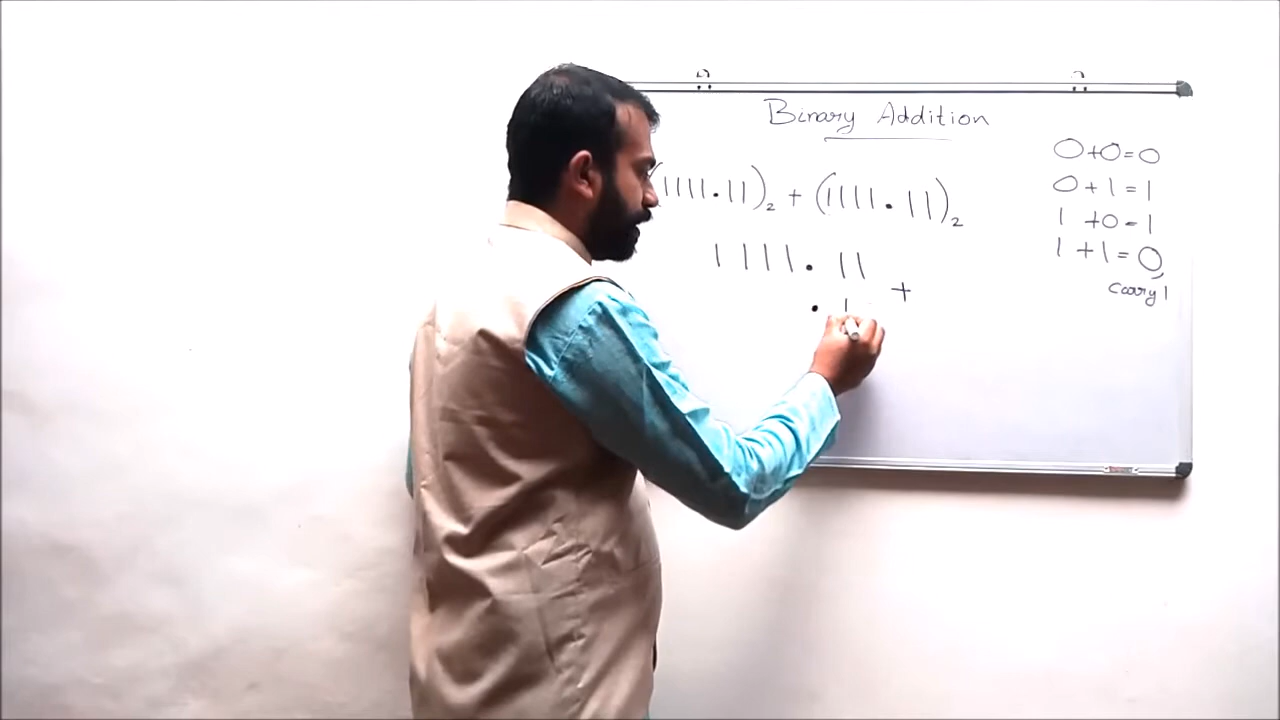 Binary Addition
(1111.11)₂ + (1111.11)₂
1111.11
+
.1
0+0=0
0+1=1
1+0=1
1+1=0,
Carry 1